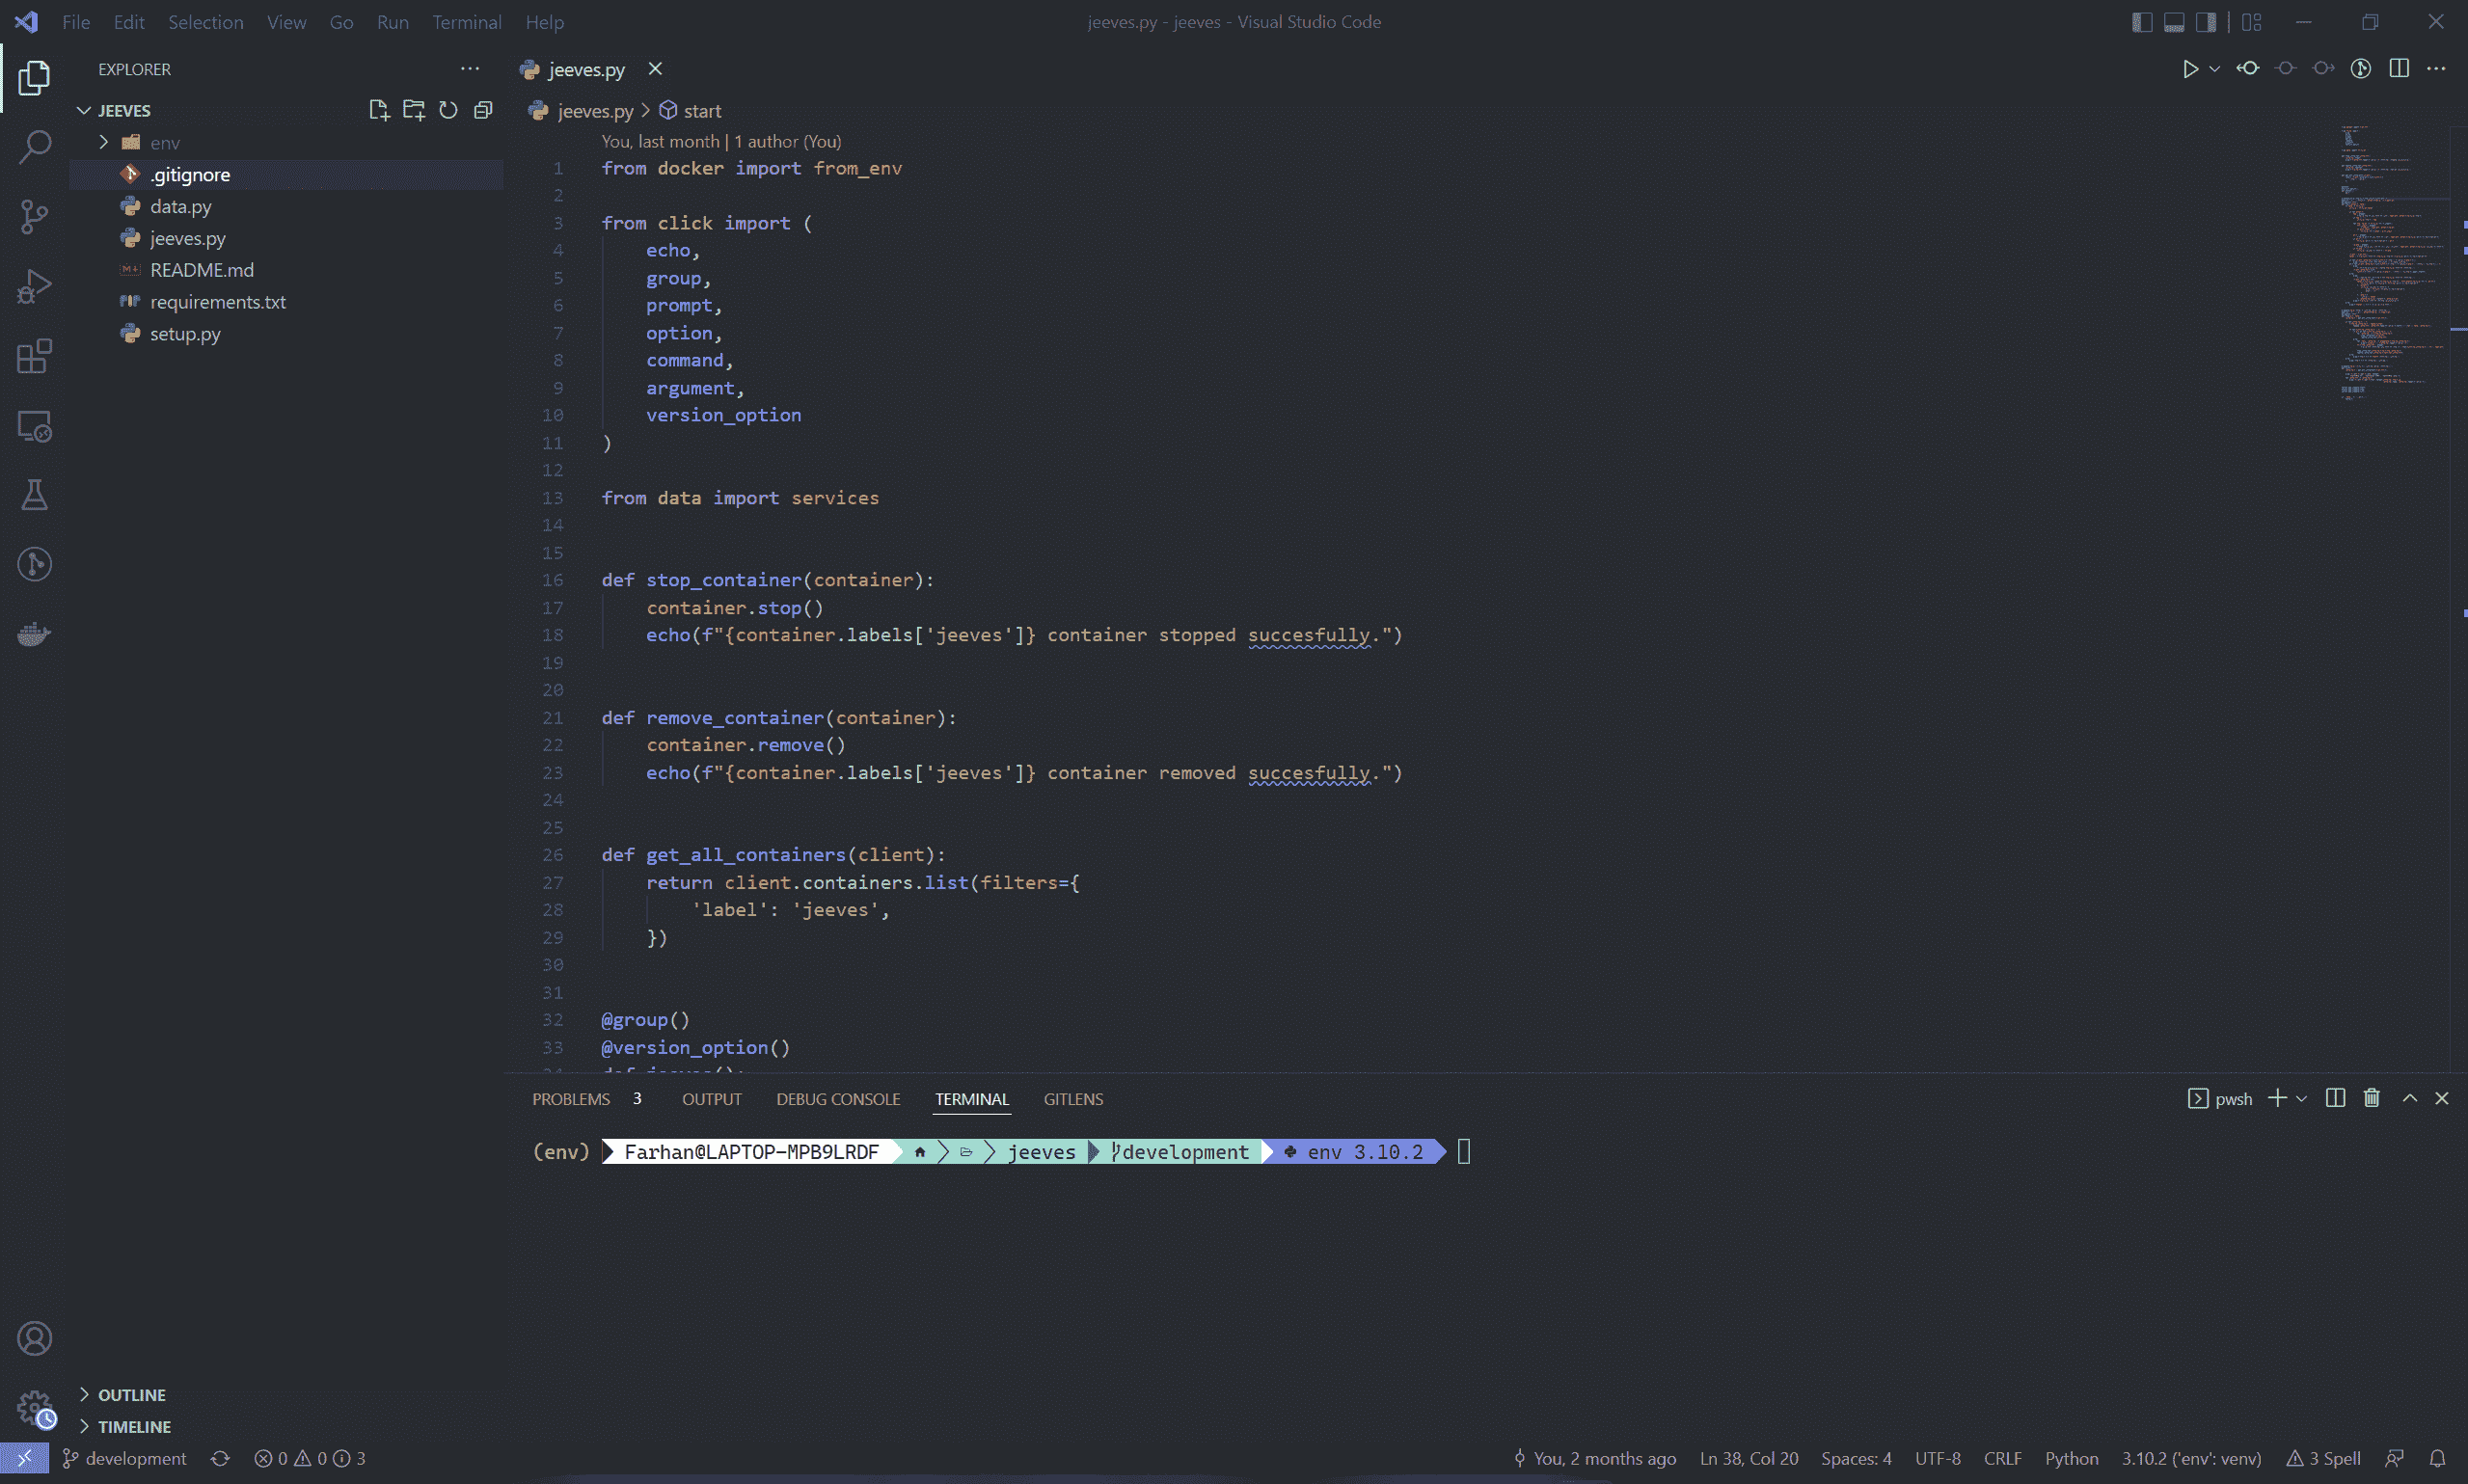 File Edit Selection View Go Run Terminal Help
jeeves.py - jeeves - Visual Studio Code
EXPLORER
JEEVES
env
.gitignore
data.py
jeeves.py
README.md
requirements.txt
setup.py
OUTLINE
TIMELINE
jeeves.py
jeeves.py > start
You, last month | 1 author (You)
1 from docker import from_env
2
3 from click import (
4 echo,
5 group,
6 prompt,
7 option,
8 command,
9 argument,
10 version_option
11 )
12
13 from data import services
14
15
16 def stop_container(container):
17 container.stop()
18 echo(f"{container.labels['jeeves']} container stopped succesfully.")
19
20
21 def remove_container(container):
22 container.remove()
23 echo(f"{container.labels['jeeves']} container removed succesfully.")
24
25
26 def get_all_containers(client):
27 return client.containers.list(filters={
28 'label': 'jeeves',
29 })
30
31
32 @group()
33 @version_option()
PROBLEMS 3 OUTPUT DEBUG CONSOLE TERMINAL GITLENS
pwsh
(env) Farhan@LAPTOP-MPB9LRDF jeeves development env 3.10.2
development 0 0 3
You, 2 months ago Ln 38, Col 20 Spaces: 4 UTF-8 CRLF Python 3.10.2 ('env': venv) 3 Spell